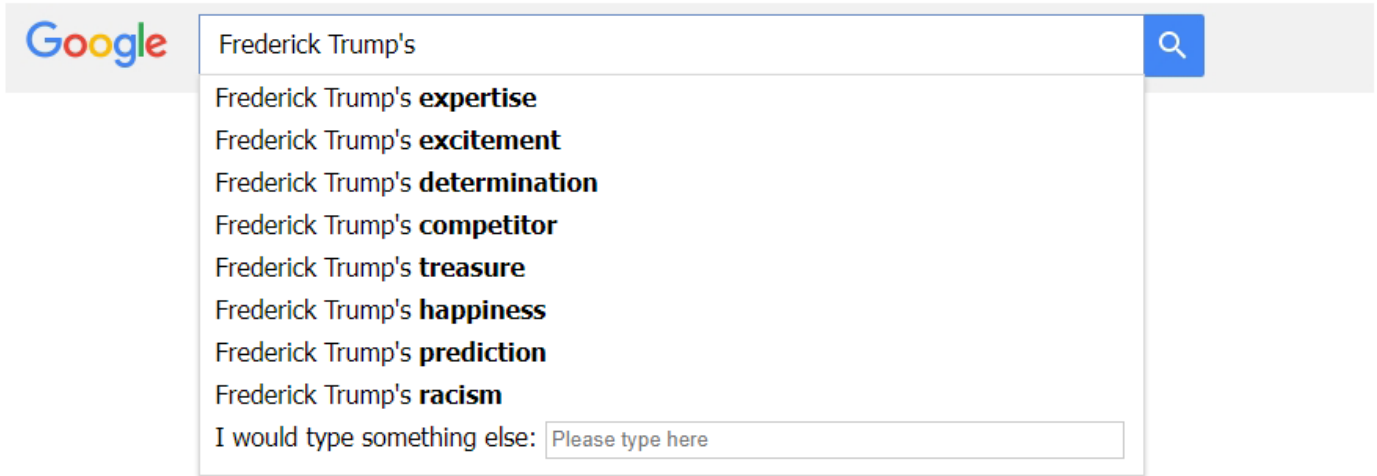 Google Frederick Trump's
Frederick Trump's expertise
Frederick Trump's excitement
Frederick Trump's determination
Frederick Trump's competitor
Frederick Trump's treasure
Frederick Trump's happiness
Frederick Trump's prediction
Frederick Trump's racism
I would type something else: Please type here